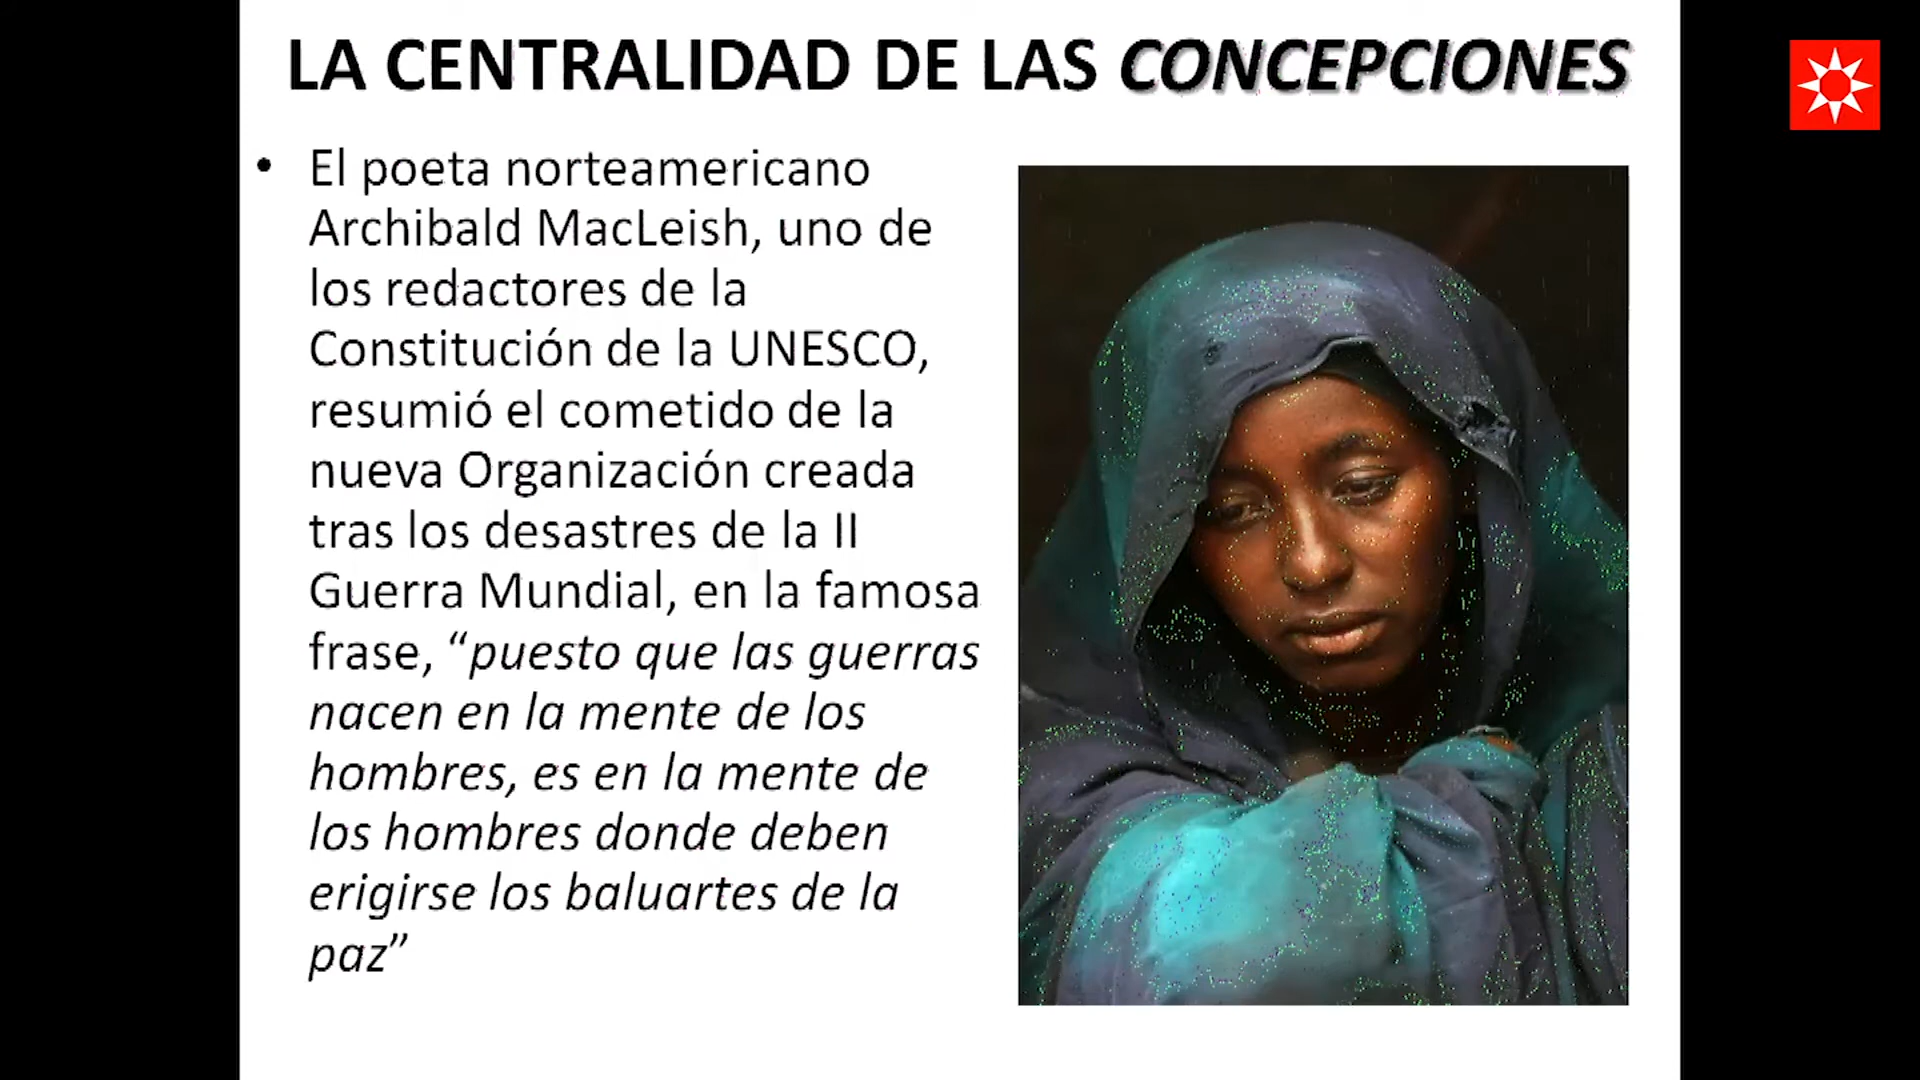 LA CENTRALIDAD DE LAS CONCEPCIONES
• El poeta norteamericano
Archibald MacLeish, uno de
los redactores de la
Constitución de la UNESCO,
resumió el cometido de la
nueva Organización creada
tras los desastres de la II
Guerra Mundial, en la famosa
frase, “puesto que las guerras
nacen en la mente de los
hombres, es en la mente de
los hombres donde deben
erigirse los baluartes de la
paz”